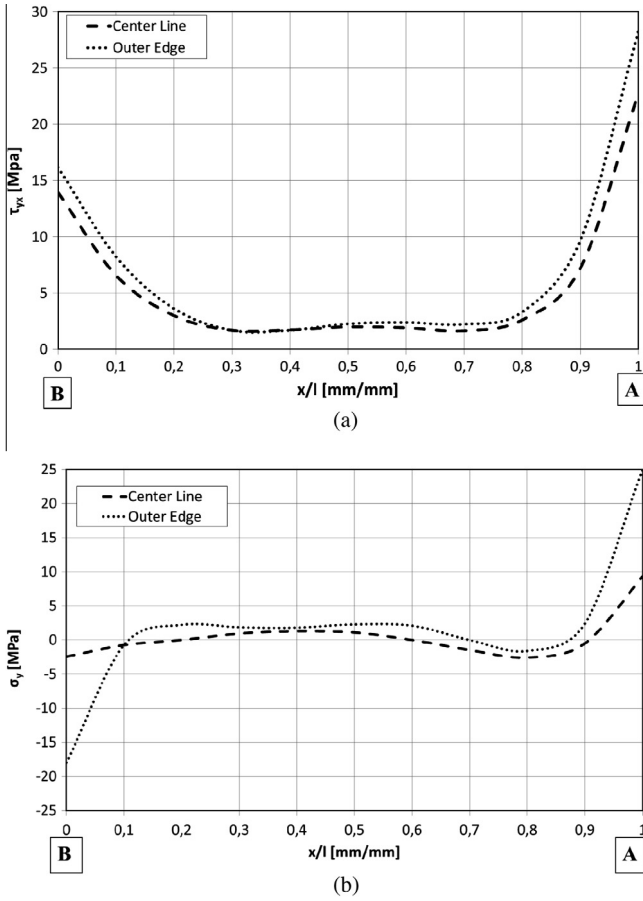 30
25
20
15
10
5
0
τyx [Mpa]
Center Line
Outer Edge
0 0,1 0,2 0,3 0,4 0,5 0,6 0,7 0,8 0,9 1
B
x/l [mm/mm]
A
(a)
25
20
15
10
5
0
-5
-10
-15
-20
-25
σy [MPa]
Center Line
Outer Edge
0 0,1 0,2 0,3 0,4 0,5 0,6 0,7 0,8 0,9 1
B
x/l [mm/mm]
A
(b)